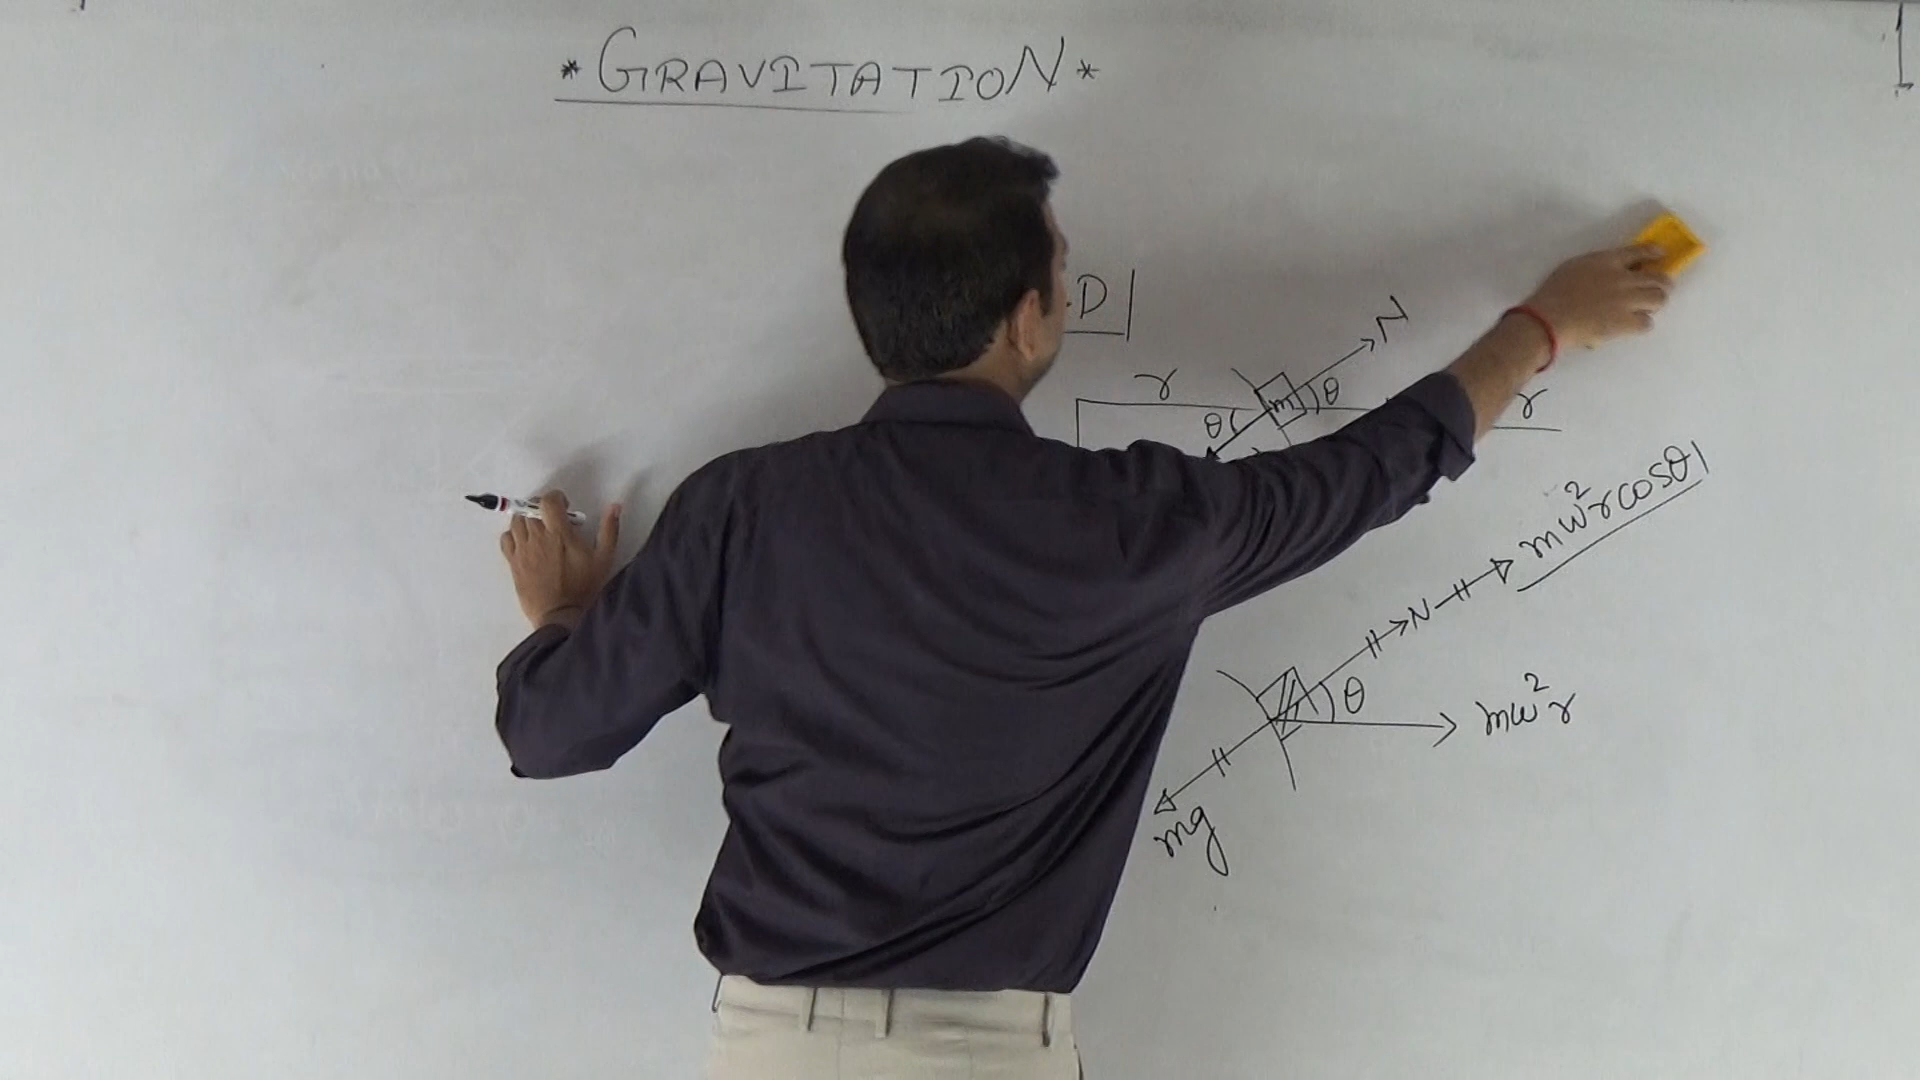 * GRAVITATION *
.D
N
r
m
θ
θ
r
mω²rcosθ
N
θ
mω²r
mg